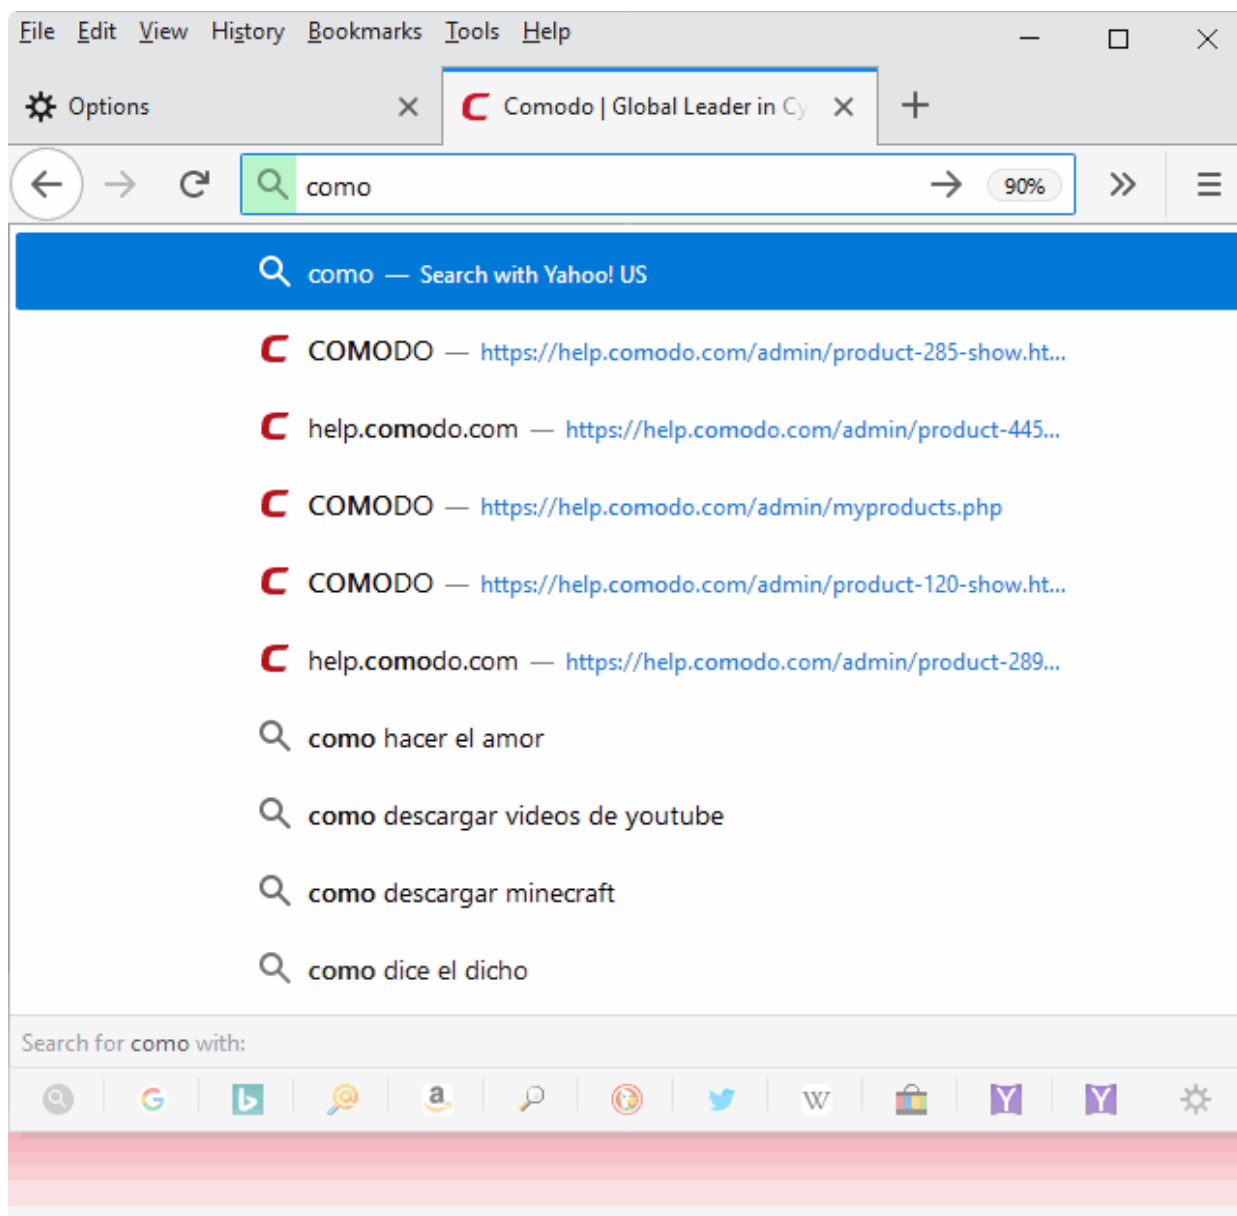 File Edit View History Bookmarks Tools Help
Options
Comodo | Global Leader in Cy
como
90%
como — Search with Yahoo! US
COMODO — https://help.comodo.com/admin/product-285-show.ht...
help.comodo.com — https://help.comodo.com/admin/product-445...
COMODO — https://help.comodo.com/admin/myproducts.php
COMODO — https://help.comodo.com/admin/product-120-show.ht...
help.comodo.com — https://help.comodo.com/admin/product-289...
como hacer el amor
como descargar videos de youtube
como descargar minecraft
como dice el dicho
Search for como with: